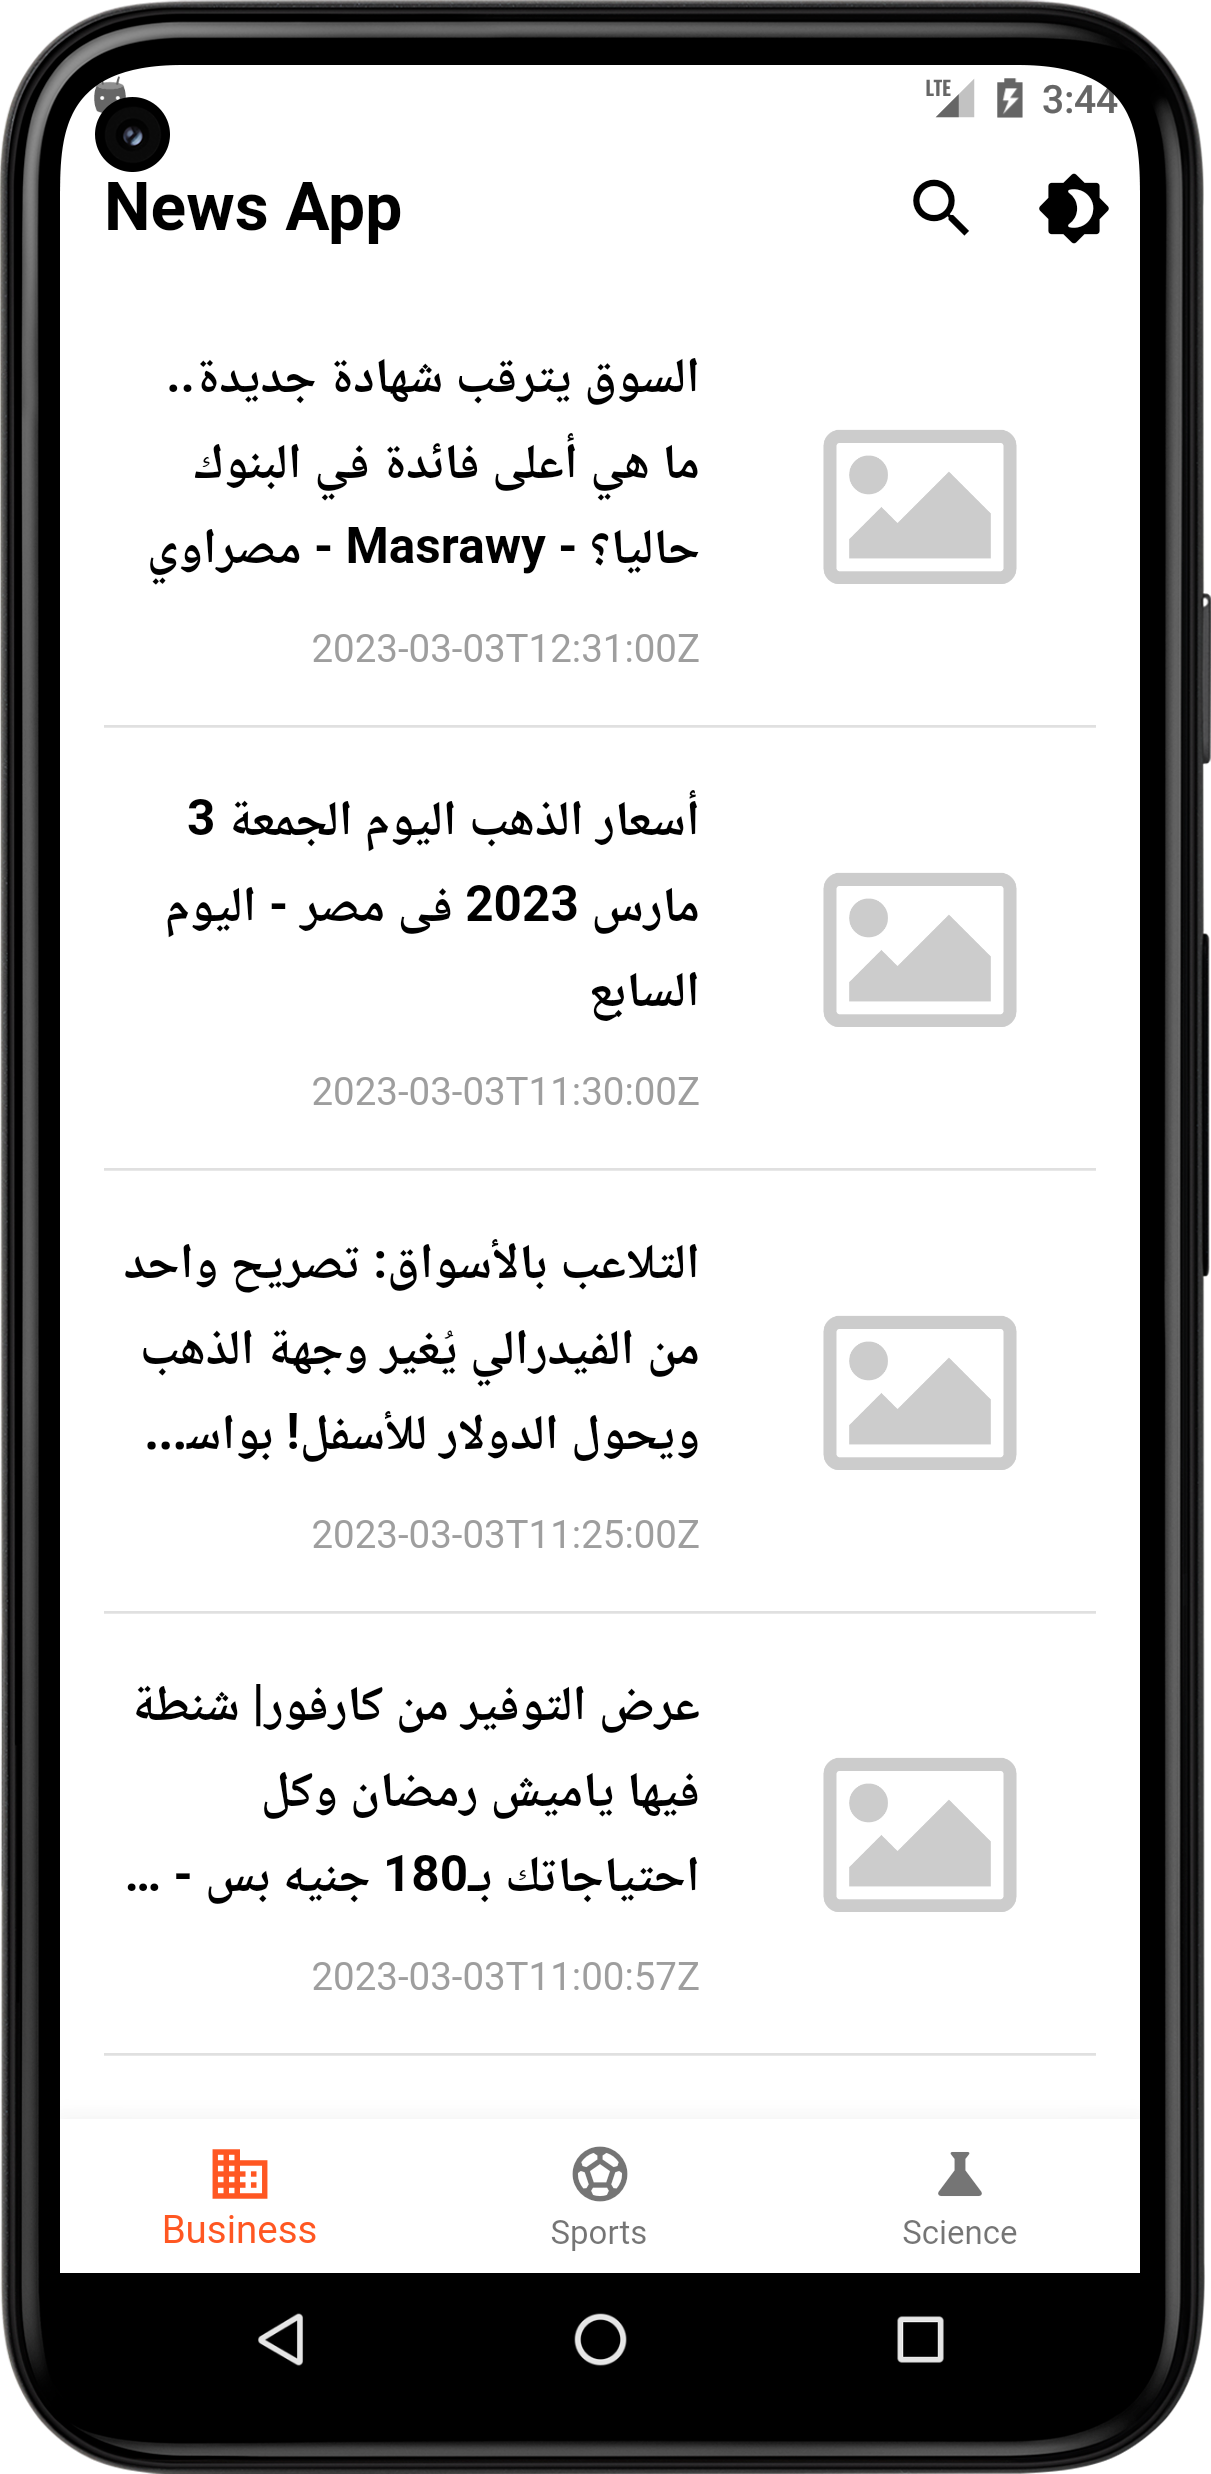 LTE 3:44
News App
السوق يترقب شهادة جديدة..
ما هي أعلى فائدة في البنوك
حاليا؟ - Masrawy - مصراوي
2023-03-03T12:31:00Z
أسعار الذهب اليوم الجمعة 3
مارس 2023 فى مصر - اليوم
السابع
2023-03-03T11:30:00Z
التلاعب بالأسواق: تصريح واحد
من الفيدرالي يُغير وجهة الذهب
ويحول الدولار للأسفل! بواسـ...
2023-03-03T11:25:00Z
عرض التوفير من كارفور| شنطة
فيها ياميش رمضان وكل
احتياجاتك بـ180 جنيه بس - ...
2023-03-03T11:00:57Z
Business
Sports
Science